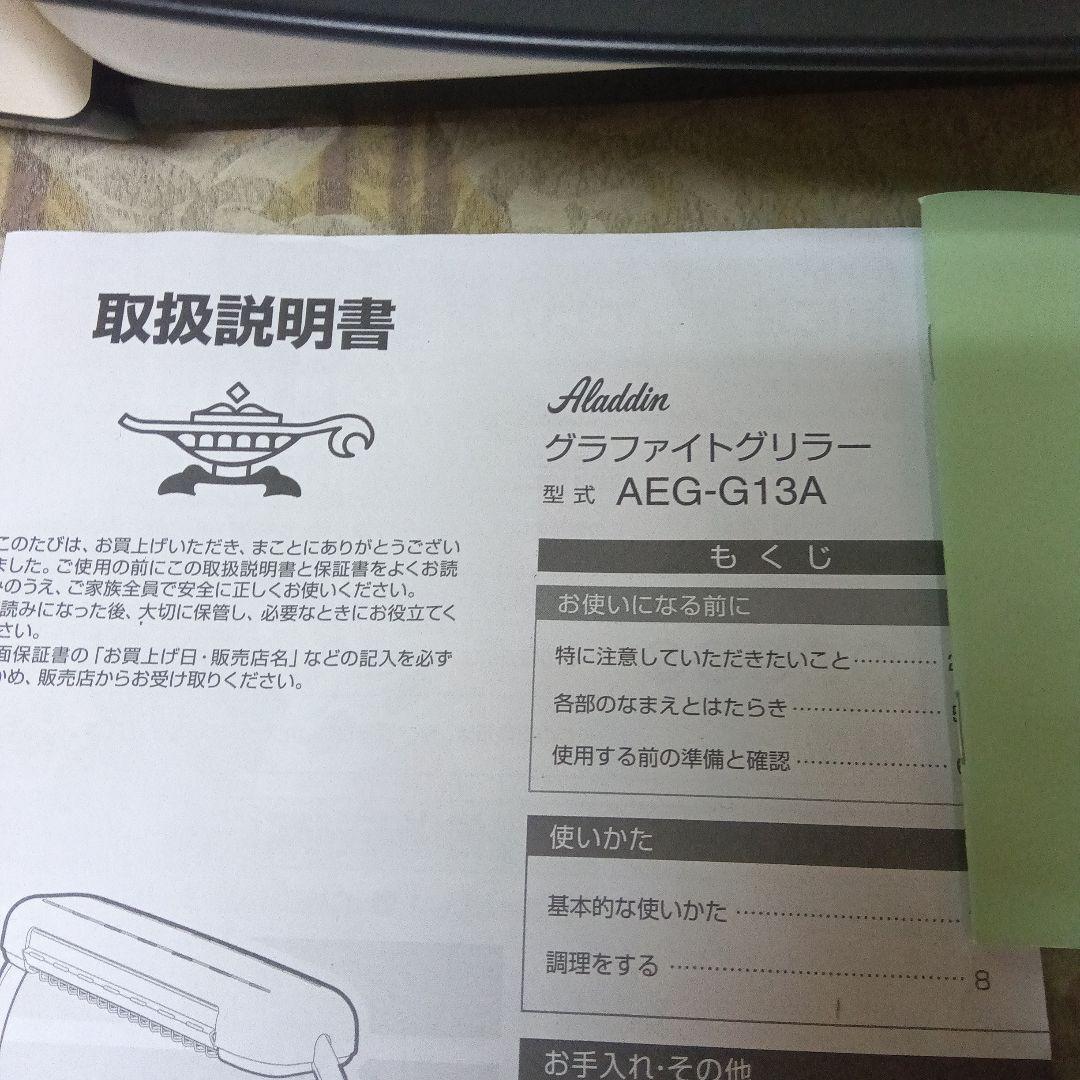 取扱説明書
このたびは、お買上げいただき、まことにありがとうござい
ました。ご使用の前にこの取扱説明書と保証書をよくお読
みのうえ、ご家族全員で安全に正しくお使いください。
読みになった後、大切に保管し、必要なときにお役立てく
さい。
面保証書の「お買上げ日・販売店名」などの記入を必ず
かめ、販売店からお受け取りください。
Aladdin
グラファイトグリラー
型式 AEG-G13A
もくじ
お使いになる前に
特に注意していただきたいこと…………
各部のなまえとはたらき…………………
使用する前の準備と確認…………………
使いかた
基本的な使いかた…………………………
調理をする…………………………………8
お手入れ・その他